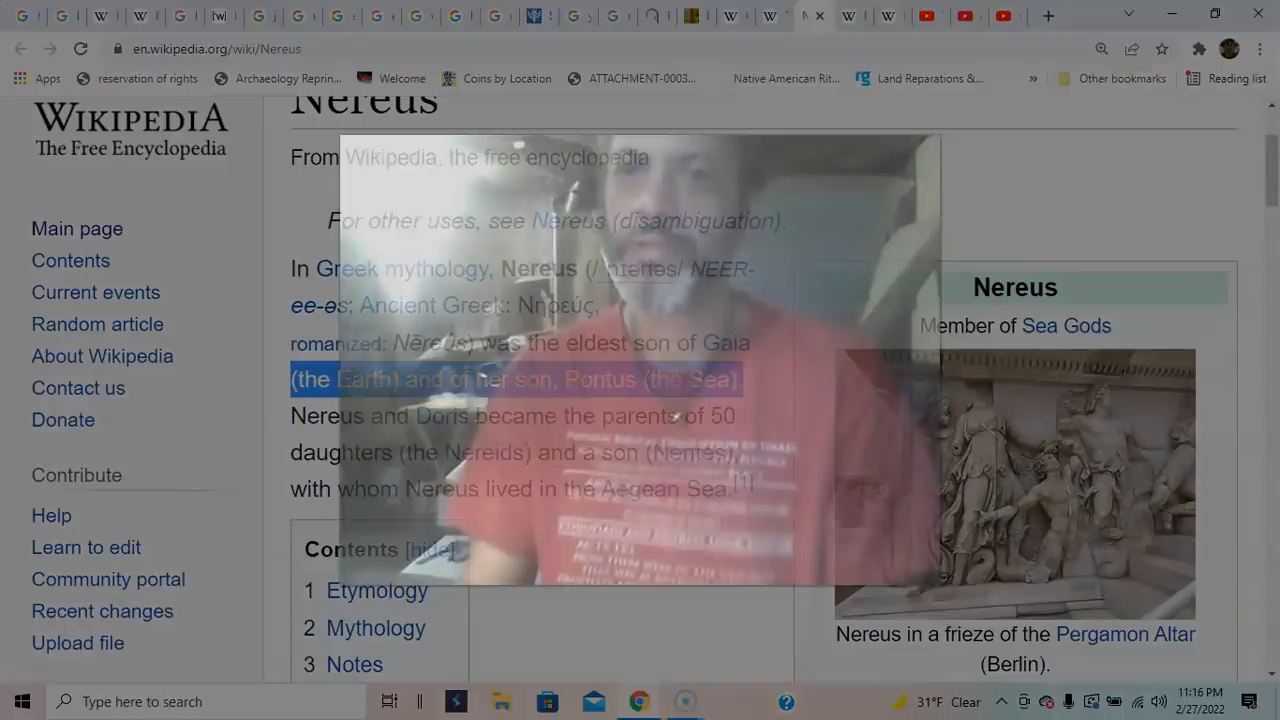 en.wikipedia.org/wiki/Nereus
Apps
reservation of rights
Archaeology Reprin...
Welcome
Coins by Location
ATTACHMENT-0003...
Native American Rit...
Land Reparations &...
»
Other bookmarks
Reading list
WIKIPEDIA
The Free Encyclopedia
Main page
Contents
Current events
Random article
About Wikipedia
Contact us
Donate
Contribute
Help
Learn to edit
Community portal
Recent changes
Upload file
Nereus
From Wikipedia, the free encyclopedia
For other uses, see Nereus (disambiguation).
In Greek mythology, Nereus (/ˈnɪəriəs/ NEER-
ee-əs; Ancient Greek: Νηρεύς,
romanized: Nēreús) was the eldest son of Gaia
(the Earth) and of her son, Pontus (the Sea).
Nereus and Doris became the parents of 50
daughters (the Nereids) and a son (Nerites),
with whom Nereus lived in the Aegean Sea.[1]
Contents [hide]
1 Etymology
2 Mythology
3 Notes
Nereus
Member of Sea Gods
Nereus in a frieze of the Pergamon Altar
(Berlin).
Type here to search
31°F Clear
11:16 PM
2/27/2022